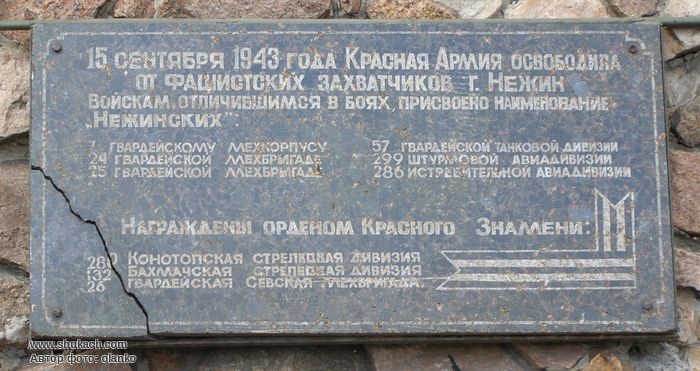 15 сентября 1943 года Красная Армия освободила
от фашистских захватчиков г. Нежин
Войскам, отличившимся в боях, присвоено наименование
„Нежинских":
7 гвардейскому мехкорпусу
24 гвардейской мехбригаде
25 гвардейской мехбригаде
57 гвардейской танковой дивизии
299 штурмовой авиадивизии
286 истребительной авиадивизии
Награждены орденом Красного Знамени:
280 Конотопская стрелковая дивизия
132 Бахмачская стрелковая дивизия
26 гвардейская Севская мехбригада.
www.shukach.com
Автор фото: olanko